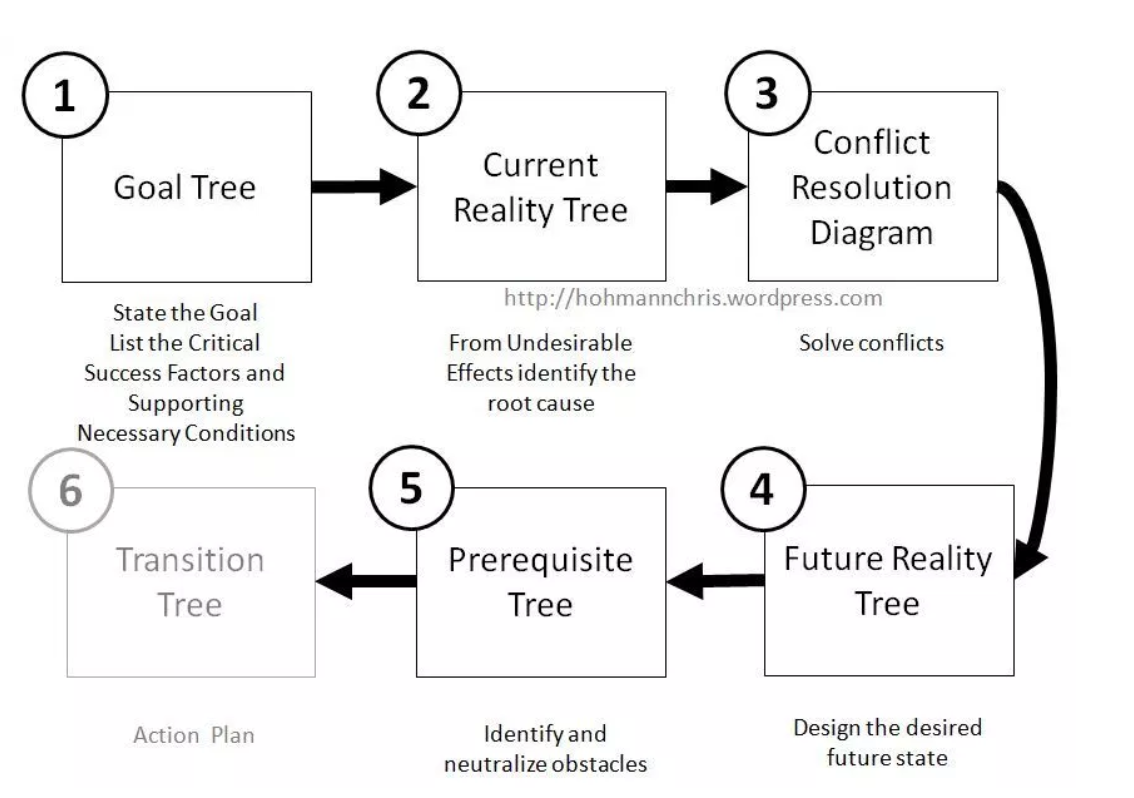 1
Goal Tree
State the Goal
List the Critical
Success Factors and
Supporting
Necessary Conditions
2
Current
Reality Tree
http://hohmannchris.wordpress.com
From Undesirable
Effects identify the
root cause
3
Conflict
Resolution
Diagram
Solve conflicts
4
Future Reality
Tree
Design the desired
future state
5
Prerequisite
Tree
Identify and
neutralize obstacles
6
Transition
Tree
Action Plan